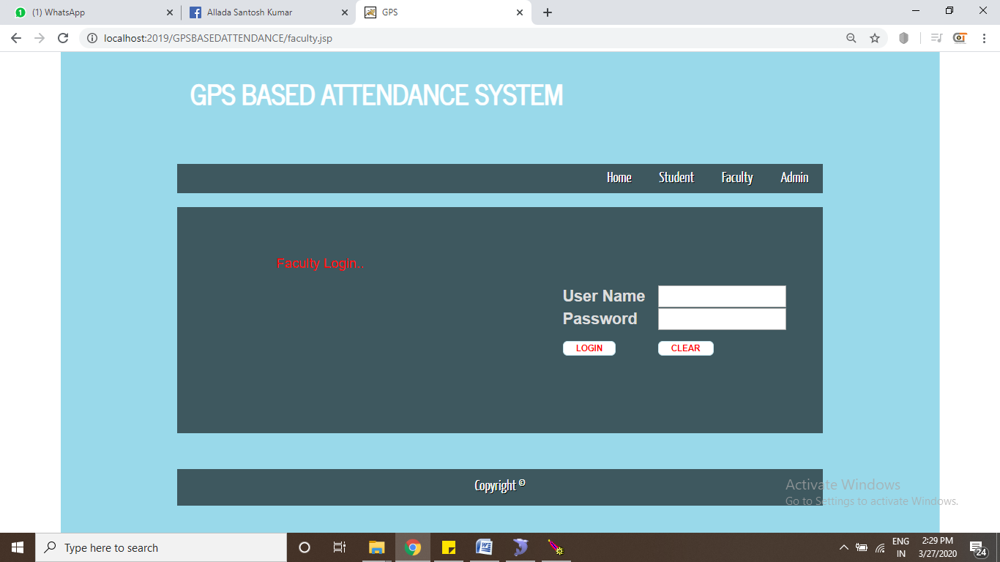 (1) WhatsApp
Allada Santosh Kumar
GPS
localhost:2019/GPSBASEDATTENDANCE/faculty.jsp
GPS BASED ATTENDANCE SYSTEM
Home Student Faculty Admin
Faculty Login..
User Name
Password
LOGIN CLEAR
Copyright ©
Activate Windows
Go to Settings to activate Windows.
Type here to search
ENG
IN
2:29 PM
3/27/2020
24